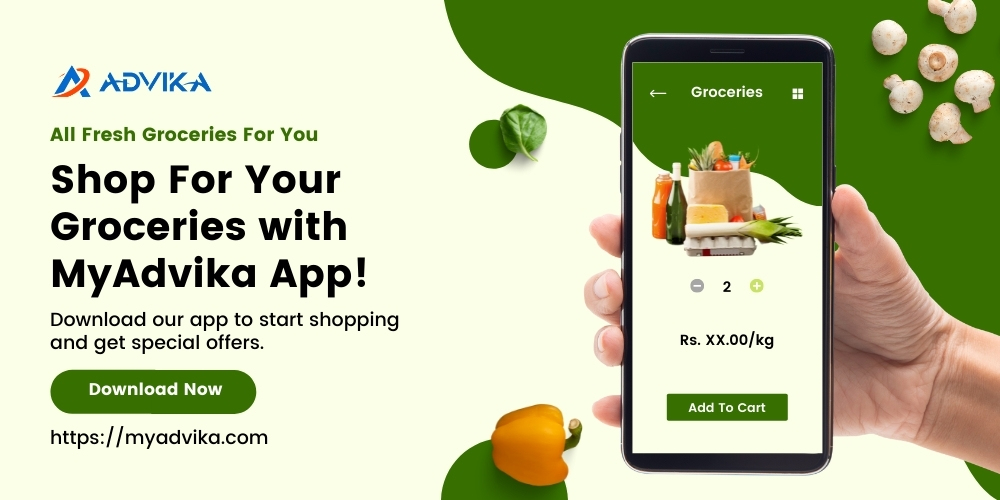 ADVIKA
All Fresh Groceries For You
Shop For Your
Groceries with
MyAdvika App!
Download our app to start shopping
and get special offers.
Download Now
https://myadvika.com
Groceries
2
Rs. XX.00/kg
Add To Cart